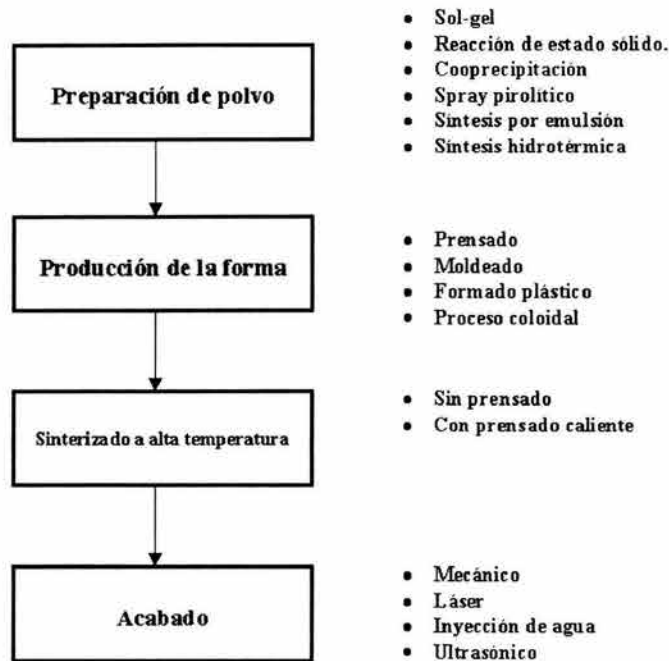 Preparación de polvo
• Sol-gel
• Reacción de estado sólido.
• Cooprecipitación
• Spray pirolítico
• Síntesis por emulsión
• Síntesis hidrotérmica
Producción de la forma
• Prensado
• Moldeado
• Formado plástico
• Proceso coloidal
Sinterizado a alta temperatura
• Sin prensado
• Con prensado caliente
Acabado
• Mecánico
• Láser
• Inyección de agua
• Ultrasónico